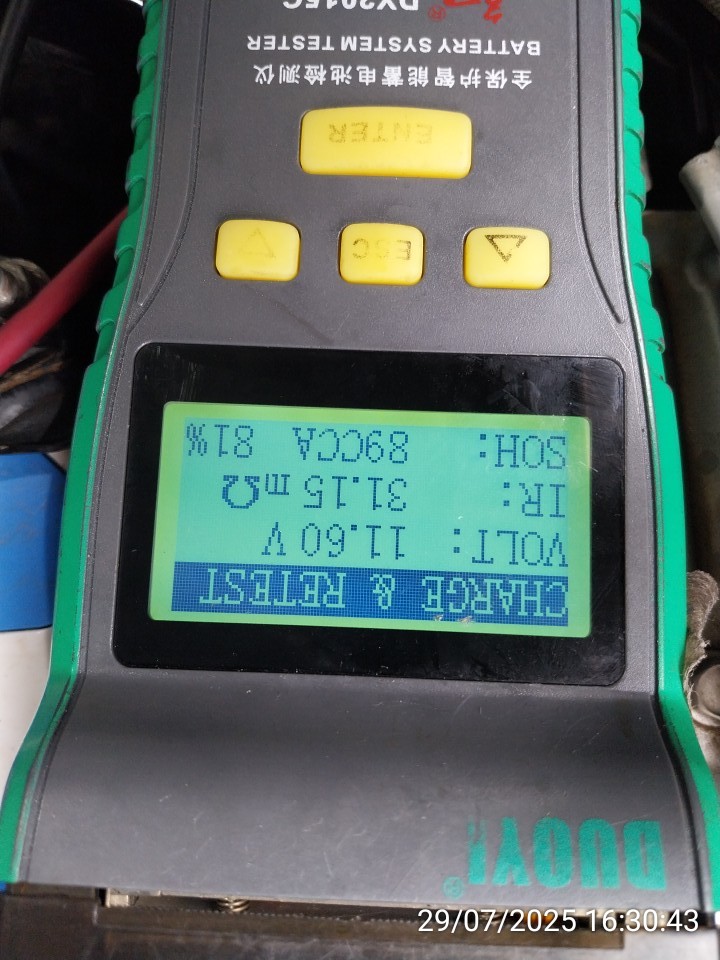 DUOYI®
CHARGE & RETEST
VOLT: 11.60 V
IR: 31.15 mΩ
SOH: 89CCA 81%
ESC
ENTER
全保护智能蓄电池检测仪
BATTERY SYSTEM TESTER
® DY2015C
29/07/2025 16:30:43